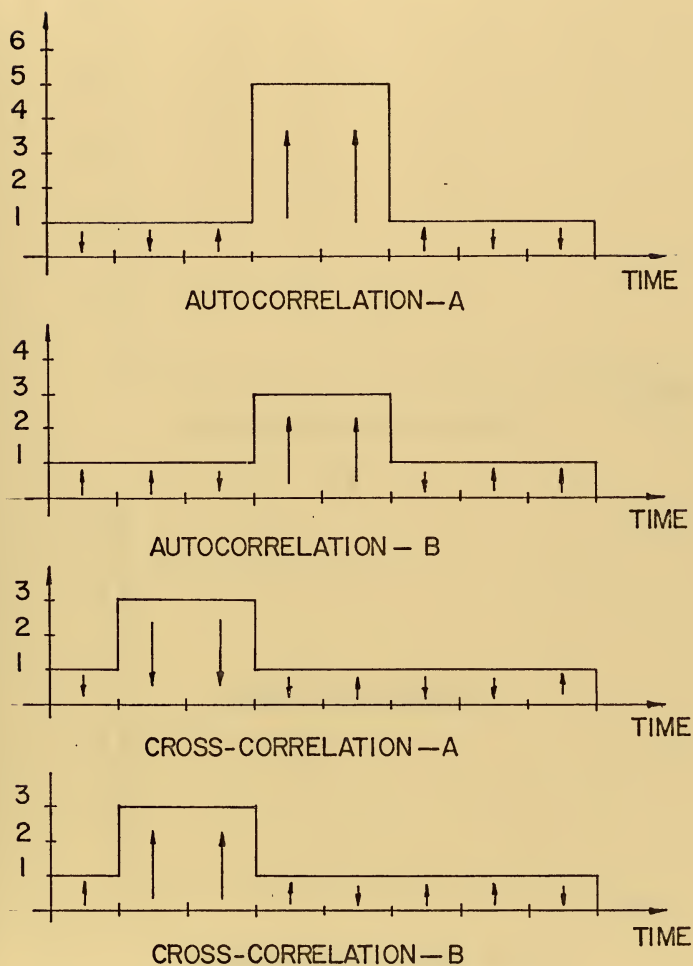 6
5
4
3
2
1
TIME
AUTOCORRELATION-A
4
3
2
1
TIME
AUTOCORRELATION - B
3
2
1
TIME
CROSS-CORRELATION-A
3
2
1
TIME
CROSS-CORRELATION-B